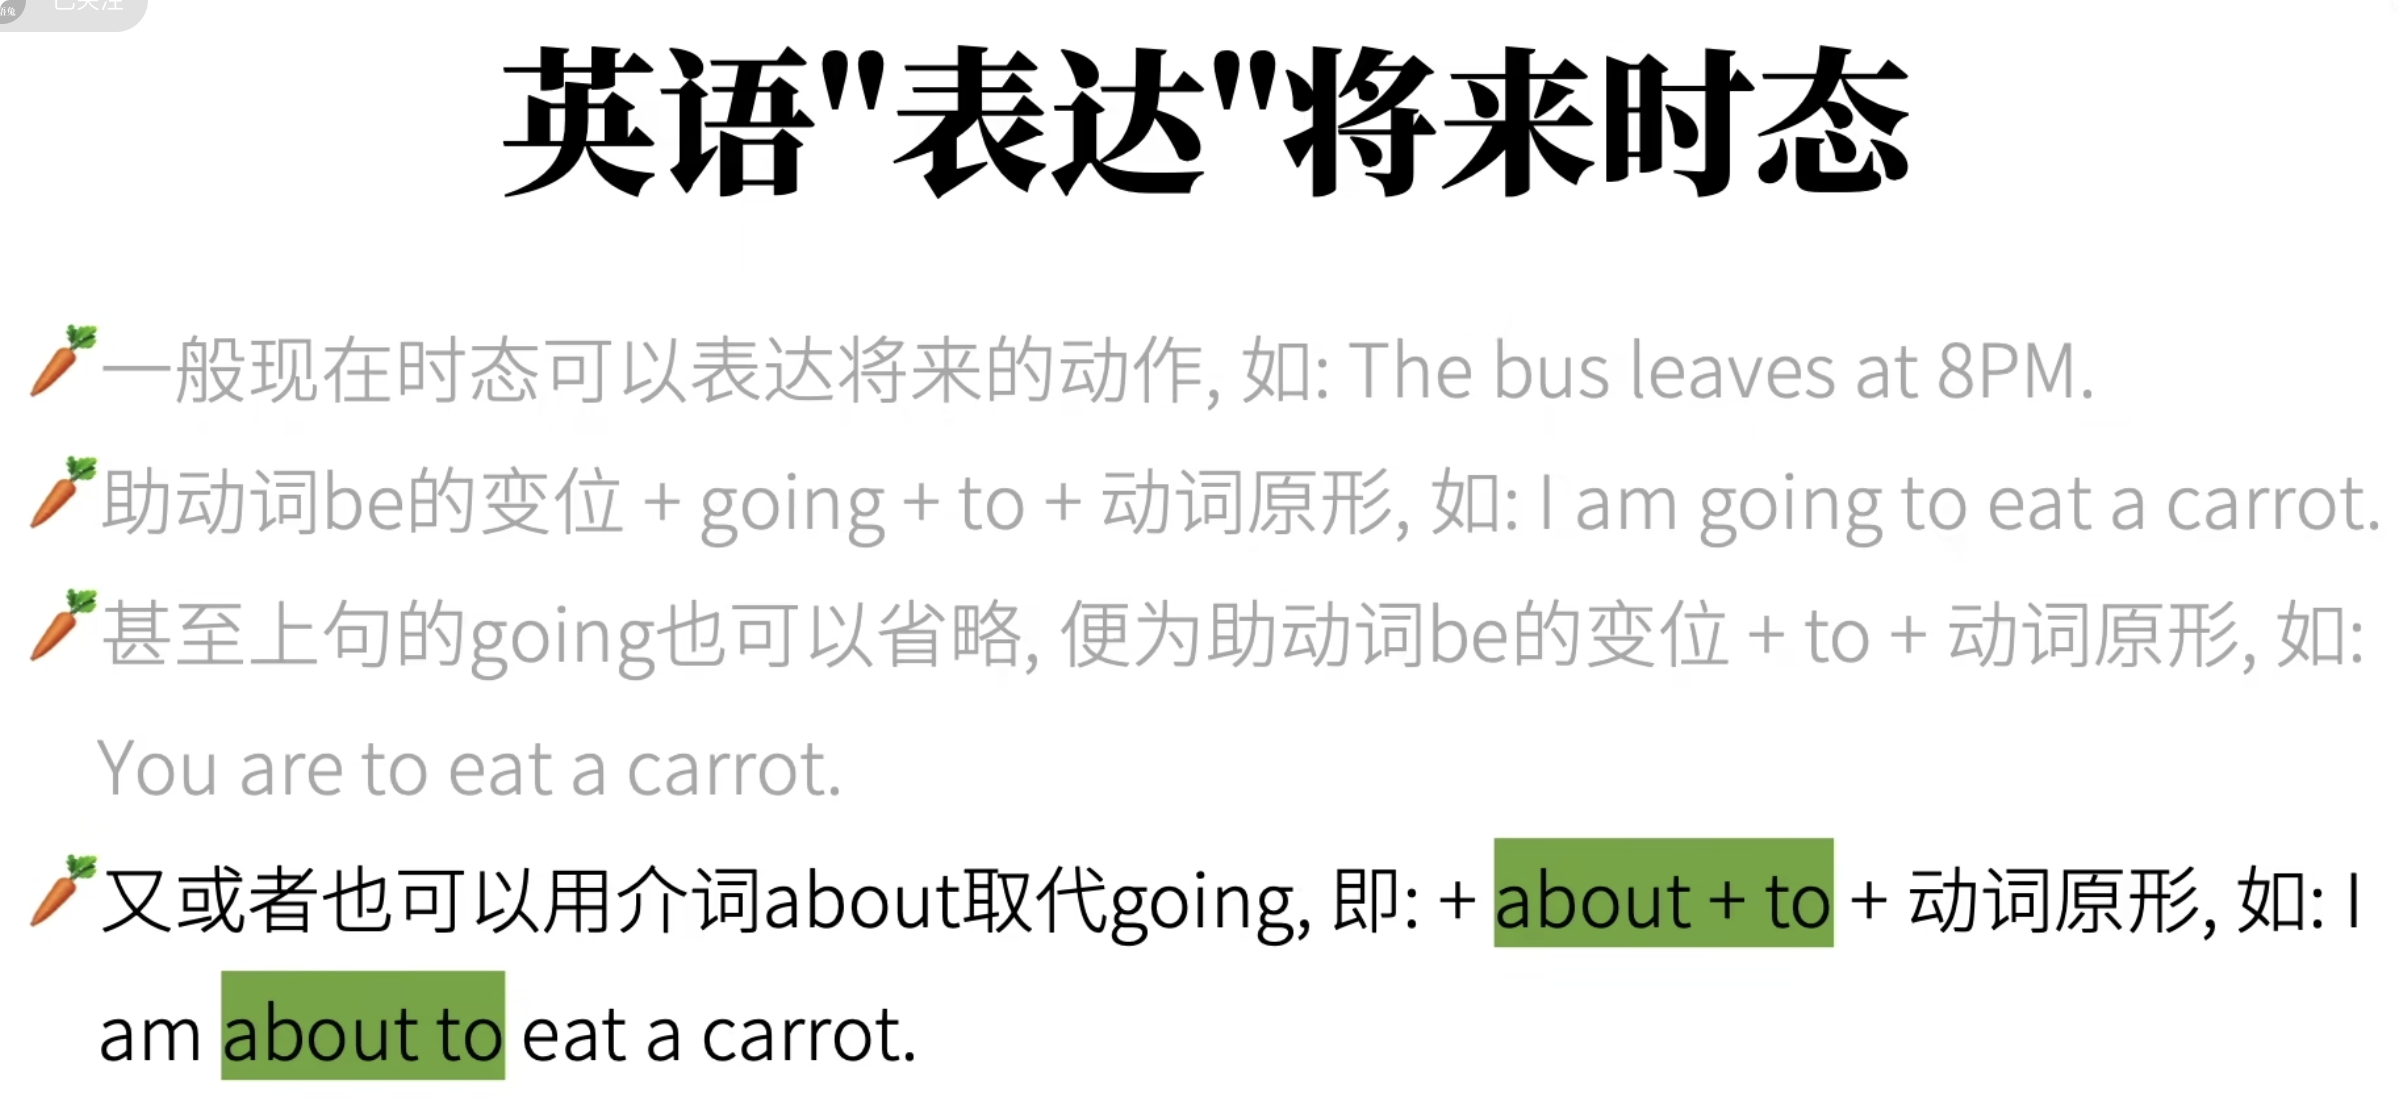 已关注
英语"表达"将来时态
一般现在时态可以表达将来的动作, 如: The bus leaves at 8PM.
助动词be的变位 + going + to + 动词原形, 如: I am going to eat a carrot.
甚至上句的going也可以省略, 便为助动词be的变位 + to + 动词原形, 如:
You are to eat a carrot.
又或者也可以用介词about取代going, 即: + about + to + 动词原形, 如: I
am about to eat a carrot.